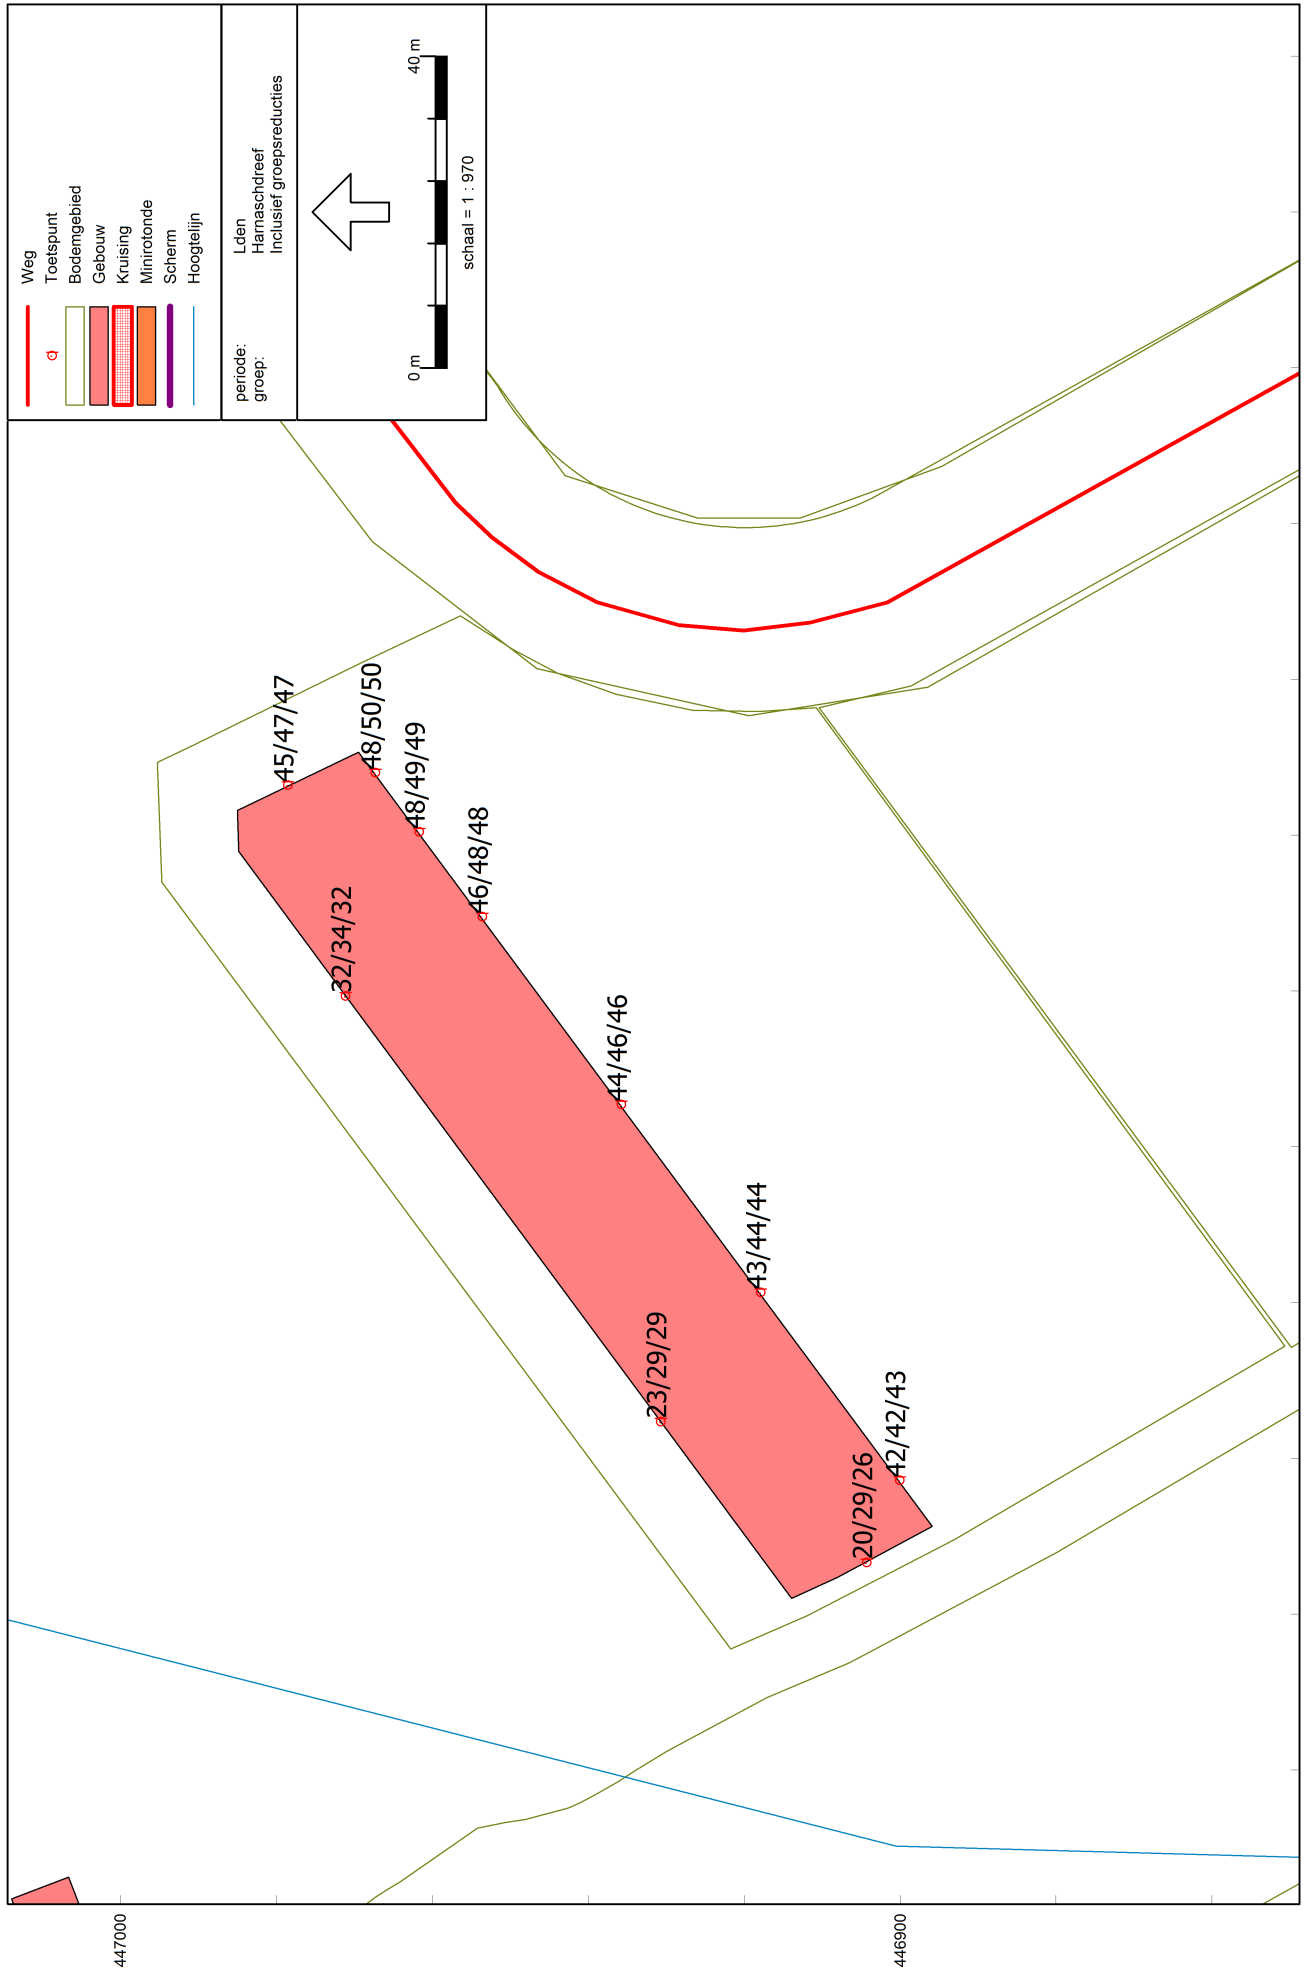 Weg
Toetspunt
Bodemgebied
Gebouw
Kruising
Minirotonde
Scherm
Hoogtelijn
periode: Lden
groep: Harnaschdreef
Inclusief groepsreducties
0 m 40 m
schaal = 1 : 970
45/47/47
32/34/32
48/50/50
48/49/49
46/48/48
44/46/46
23/29/29
43/44/44
20/29/26
42/42/43
447000
446900